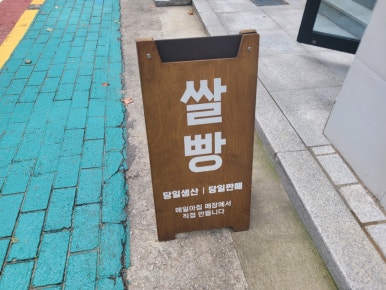 쌀
빵
당일생산 | 당일판매
매일아침 매장에서
직접 만듭니다